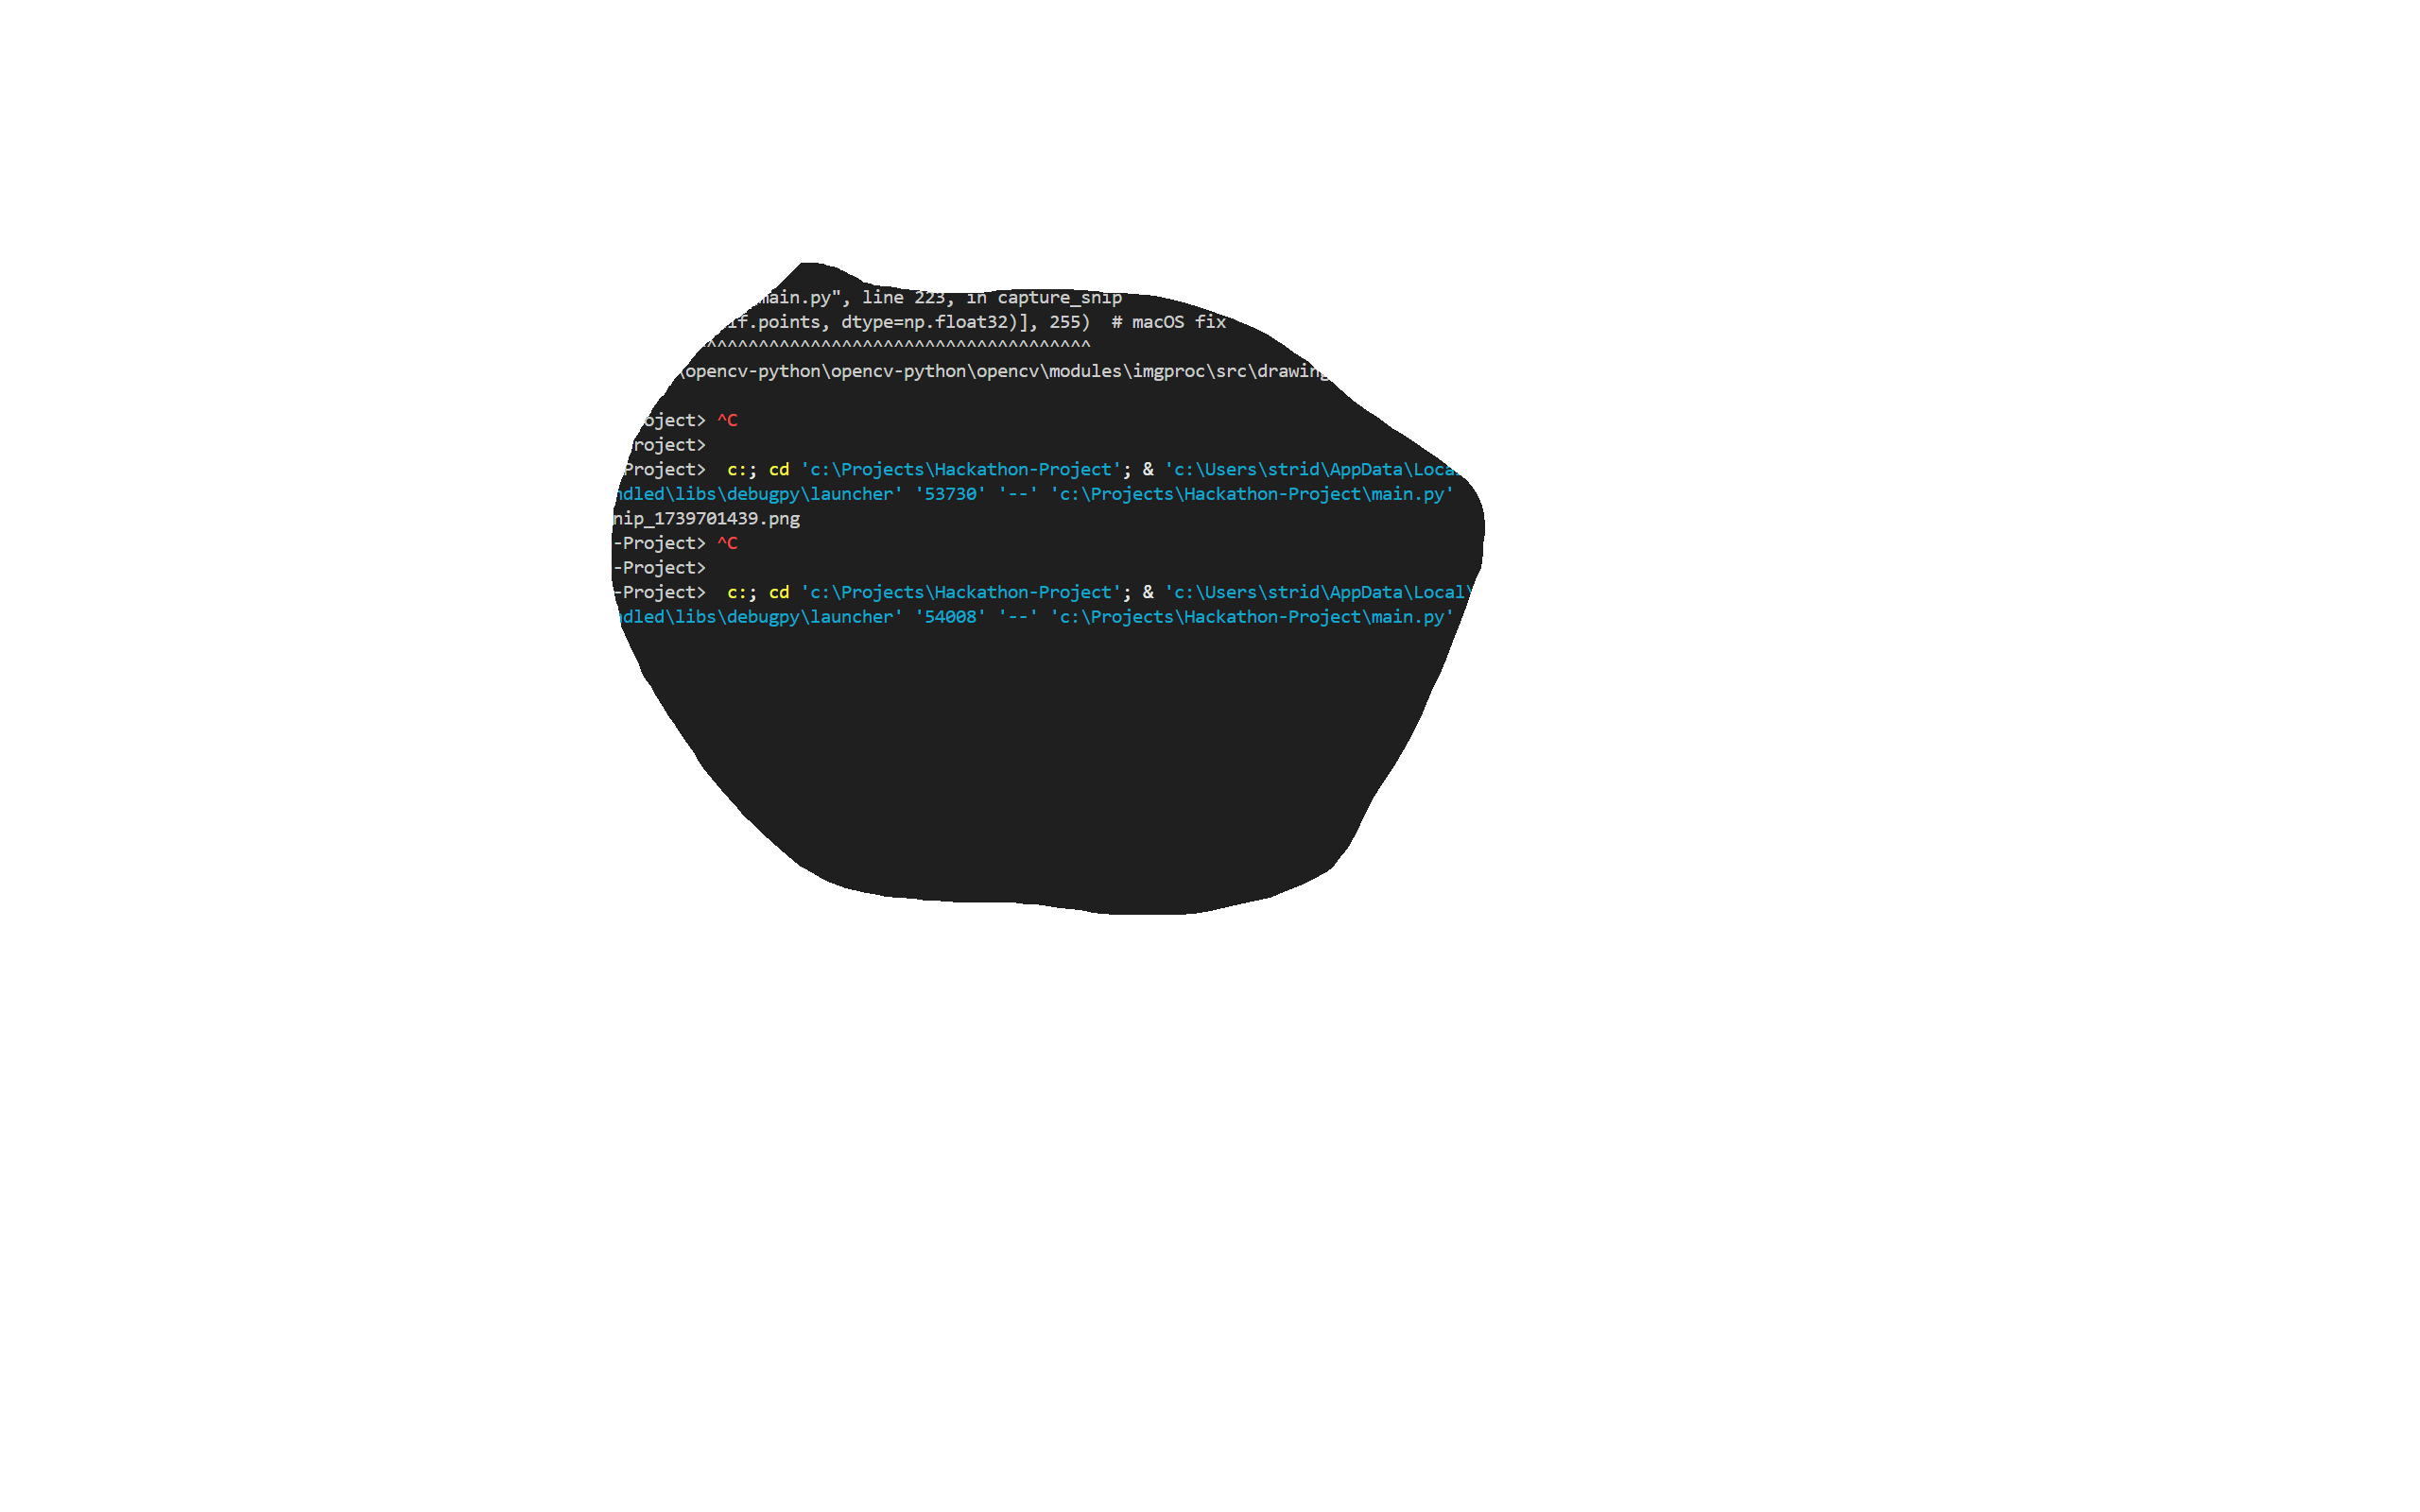 main.py", line 223, in capture_snip
lf.points, dtype=np.float32)], 255)  # macOS fix
^^^^^^^^^^^^^^^^^^^^^^^^^^^^^^^^^^^^^
\opencv-python\opencv-python\opencv\modules\imgproc\src\drawing
oject> ^C
roject>
Project>  c:; cd 'c:\Projects\Hackathon-Project'; & 'c:\Users\strid\AppData\Loca
ndled\libs\debugpy\launcher' '53730' '--' 'c:\Projects\Hackathon-Project\main.py'
nip_1739701439.png
-Project> ^C
-Project>
-Project>  c:; cd 'c:\Projects\Hackathon-Project'; & 'c:\Users\strid\AppData\Local\
ndled\libs\debugpy\launcher' '54008' '--' 'c:\Projects\Hackathon-Project\main.py'